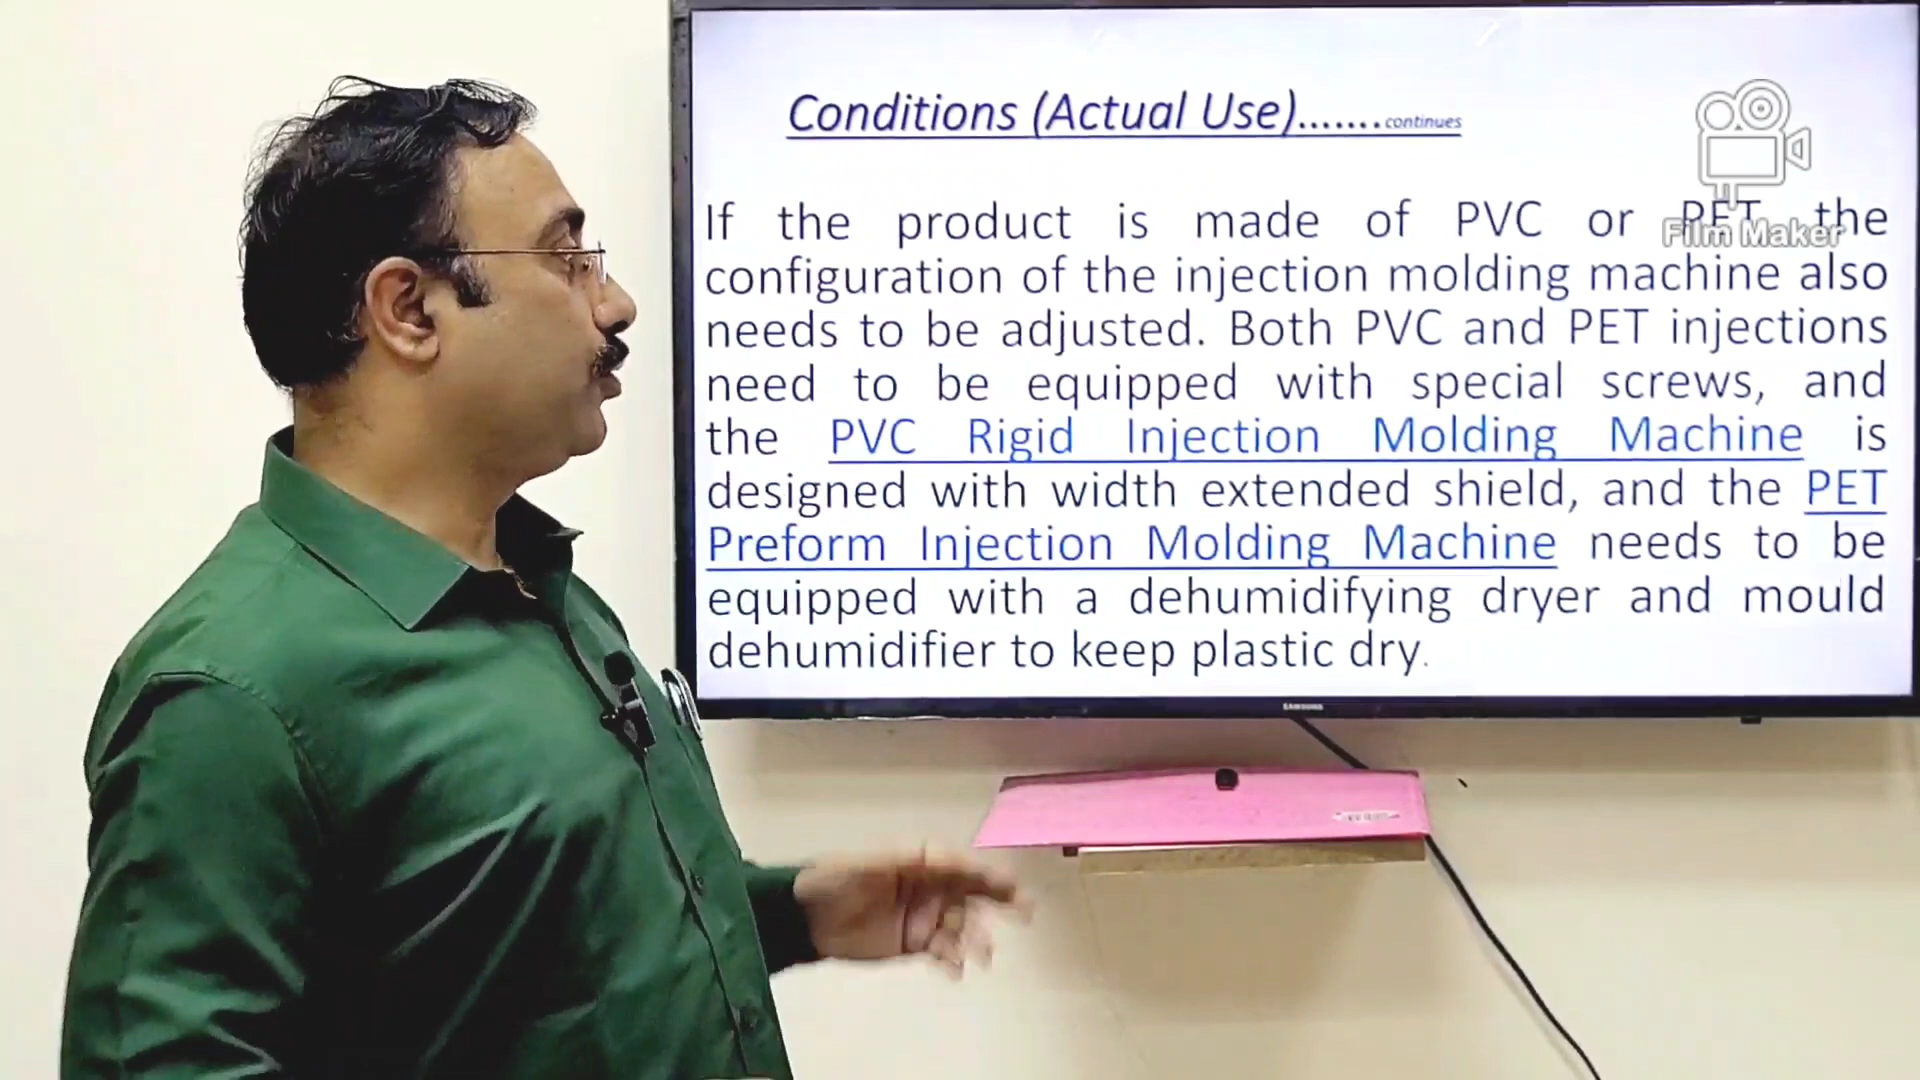 Conditions (Actual Use).......continues
If the product is made of PVC or PET, the
Film Maker
configuration of the injection molding machine also
needs to be adjusted. Both PVC and PET injections
need to be equipped with special screws, and
the PVC Rigid Injection Molding Machine is
designed with width extended shield, and the PET
Preform Injection Molding Machine needs to be
equipped with a dehumidifying dryer and mould
dehumidifier to keep plastic dry.
SAMSUNG